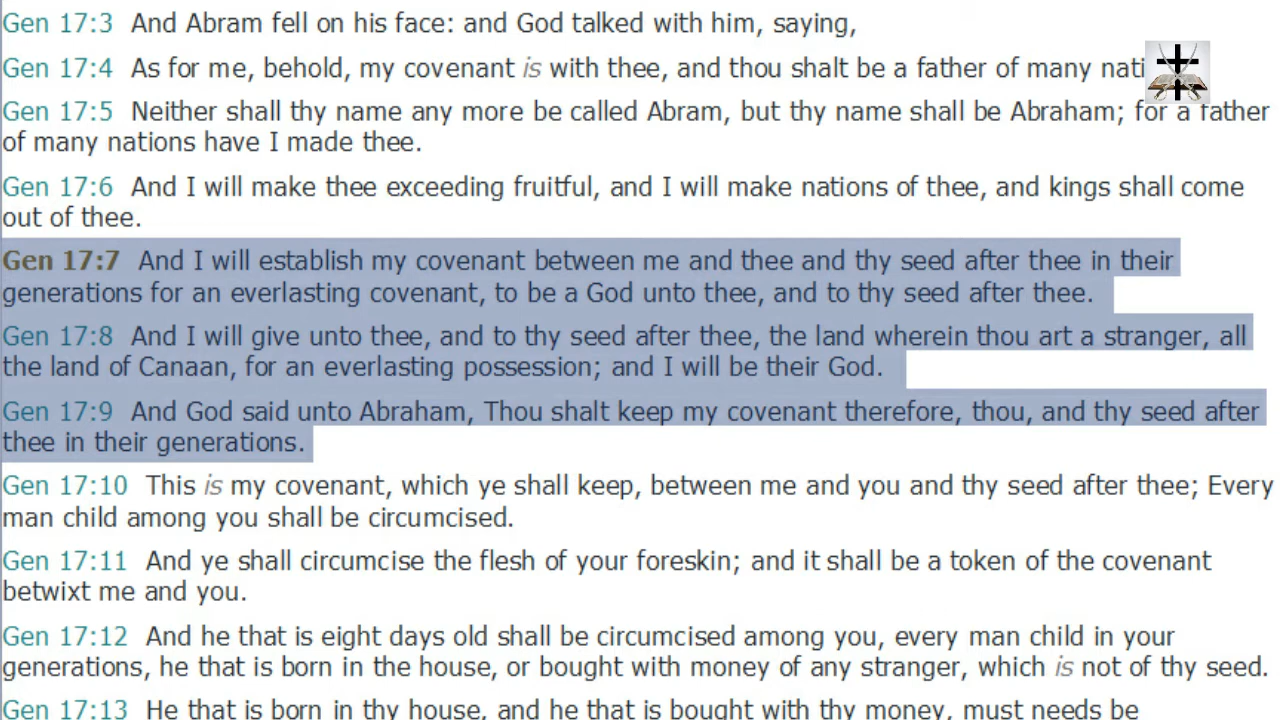 Gen 17:3 And Abram fell on his face: and God talked with him, saying,
Gen 17:4 As for me, behold, my covenant is with thee, and thou shalt be a father of many nati
Gen 17:5 Neither shall thy name any more be called Abram, but thy name shall be Abraham; for a father
of many nations have I made thee.
Gen 17:6 And I will make thee exceeding fruitful, and I will make nations of thee, and kings shall come
out of thee.
Gen 17:7 And I will establish my covenant between me and thee and thy seed after thee in their
generations for an everlasting covenant, to be a God unto thee, and to thy seed after thee.
Gen 17:8 And I will give unto thee, and to thy seed after thee, the land wherein thou art a stranger, all
the land of Canaan, for an everlasting possession; and I will be their God.
Gen 17:9 And God said unto Abraham, Thou shalt keep my covenant therefore, thou, and thy seed after
thee in their generations.
Gen 17:10 This is my covenant, which ye shall keep, between me and you and thy seed after thee; Every
man child among you shall be circumcised.
Gen 17:11 And ye shall circumcise the flesh of your foreskin; and it shall be a token of the covenant
betwixt me and you.
Gen 17:12 And he that is eight days old shall be circumcised among you, every man child in your
generations, he that is born in the house, or bought with money of any stranger, which is not of thy seed.
Gen 17:13 He that is born in thy house, and he that is bought with thy money, must needs be